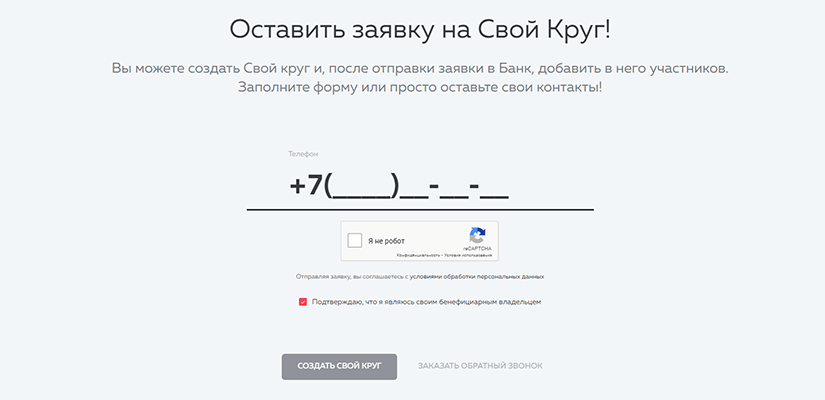 Оставить заявку на Свой Круг!
Вы можете создать Свой круг и, после отправки заявки в Банк, добавить в него участников.
Заполните форму или просто оставьте свои контакты!
Телефон
+7(____)__-__-__
Я не робот
reCAPTCHA
Конфиденциальность - Условия использования
Отправляя заявку, вы соглашаетесь с условиями обработки персональных данных
Подтверждаю, что я являюсь своим бенефициарным владельцем
СОЗДАТЬ СВОЙ КРУГ
ЗАКАЗАТЬ ОБРАТНЫЙ ЗВОНОК